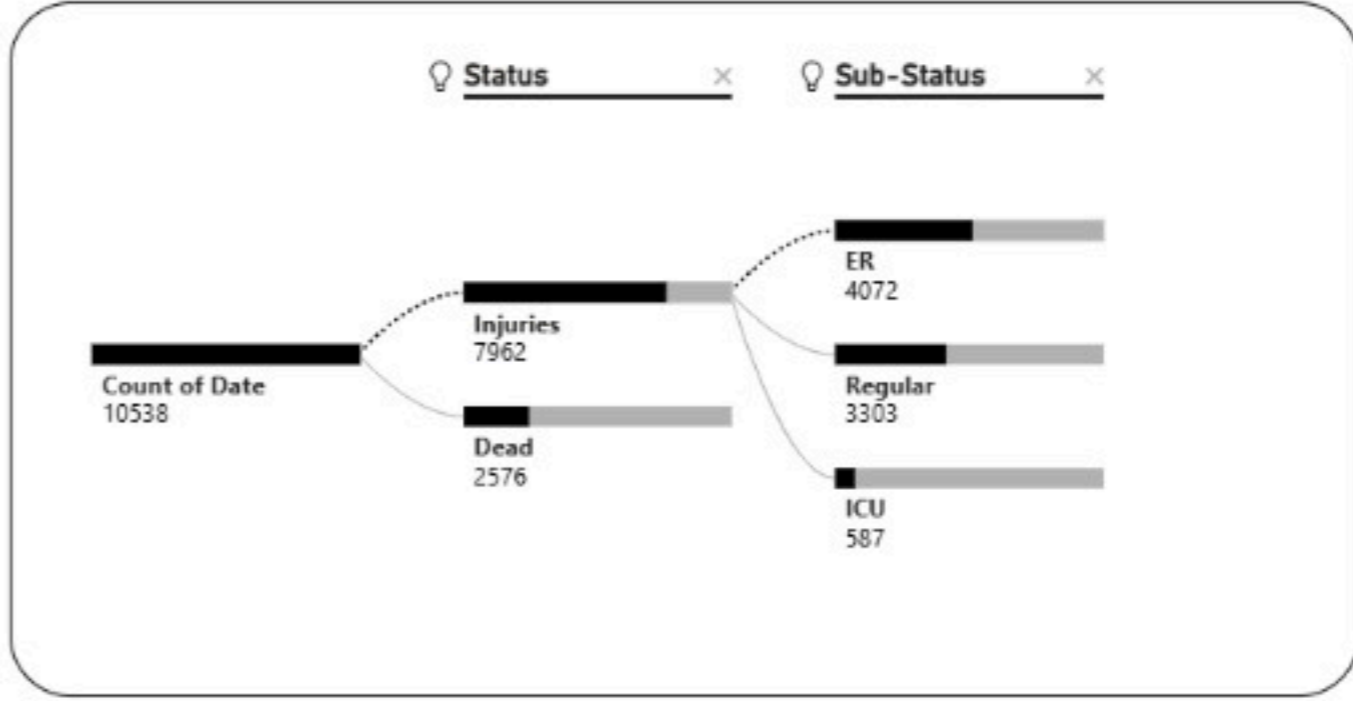 Status
Sub-Status
Count of Date
10538
Injuries
7962
Dead
2576
ER
4072
Regular
3303
ICU
587